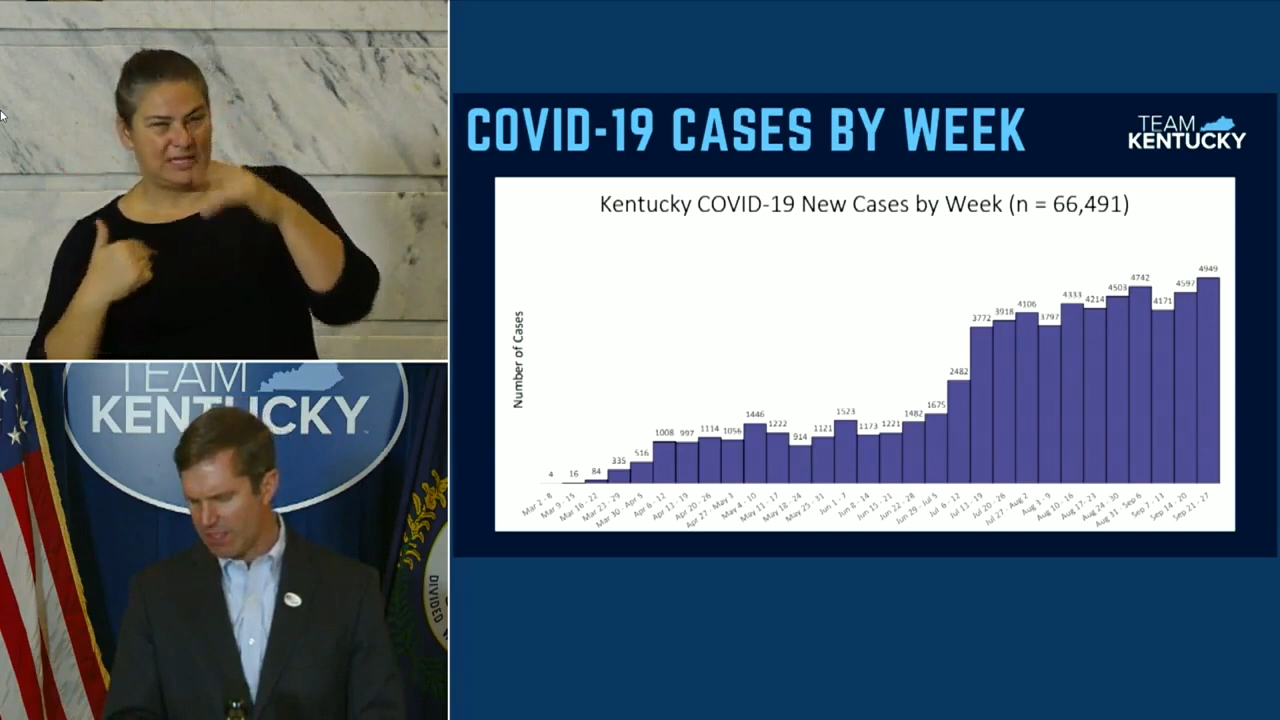 COVID-19 CASES BY WEEK
TEAM
KENTUCKY
Kentucky COVID-19 New Cases by Week (n = 66,491)
Number of Cases
4 16 84 335 516 1008 997 1114 1056 1446 1222 914 1121 1523 1173 1221 1482 1675 2482 3772 3918 4106 3797 4333 4214 4503 4742 4171 4597 4949
Mar 2 - 8
Mar 9 - 15
Mar 16 - 22
Mar 23 - 29
Mar 30 - Apr 5
Apr 6 - 12
Apr 13 - 19
Apr 20 - 26
Apr 27 - May 3
May 4 - 10
May 11 - 17
May 18 - 24
May 25 - 31
Jun 1 - 7
Jun 8 - 14
Jun 15 - 21
Jun 22 - 28
Jun 29 - Jul 5
Jul 6 - 12
Jul 13 - 19
Jul 20 - 26
Jul 27 - Aug 2
Aug 3 - 9
Aug 10 - 16
Aug 17 - 23
Aug 24 - 30
Aug 31 - Sep 6
Sep 7 - 13
Sep 14 - 20
Sep 21 - 27
TEAM
KENTUCKY
DIVIDED